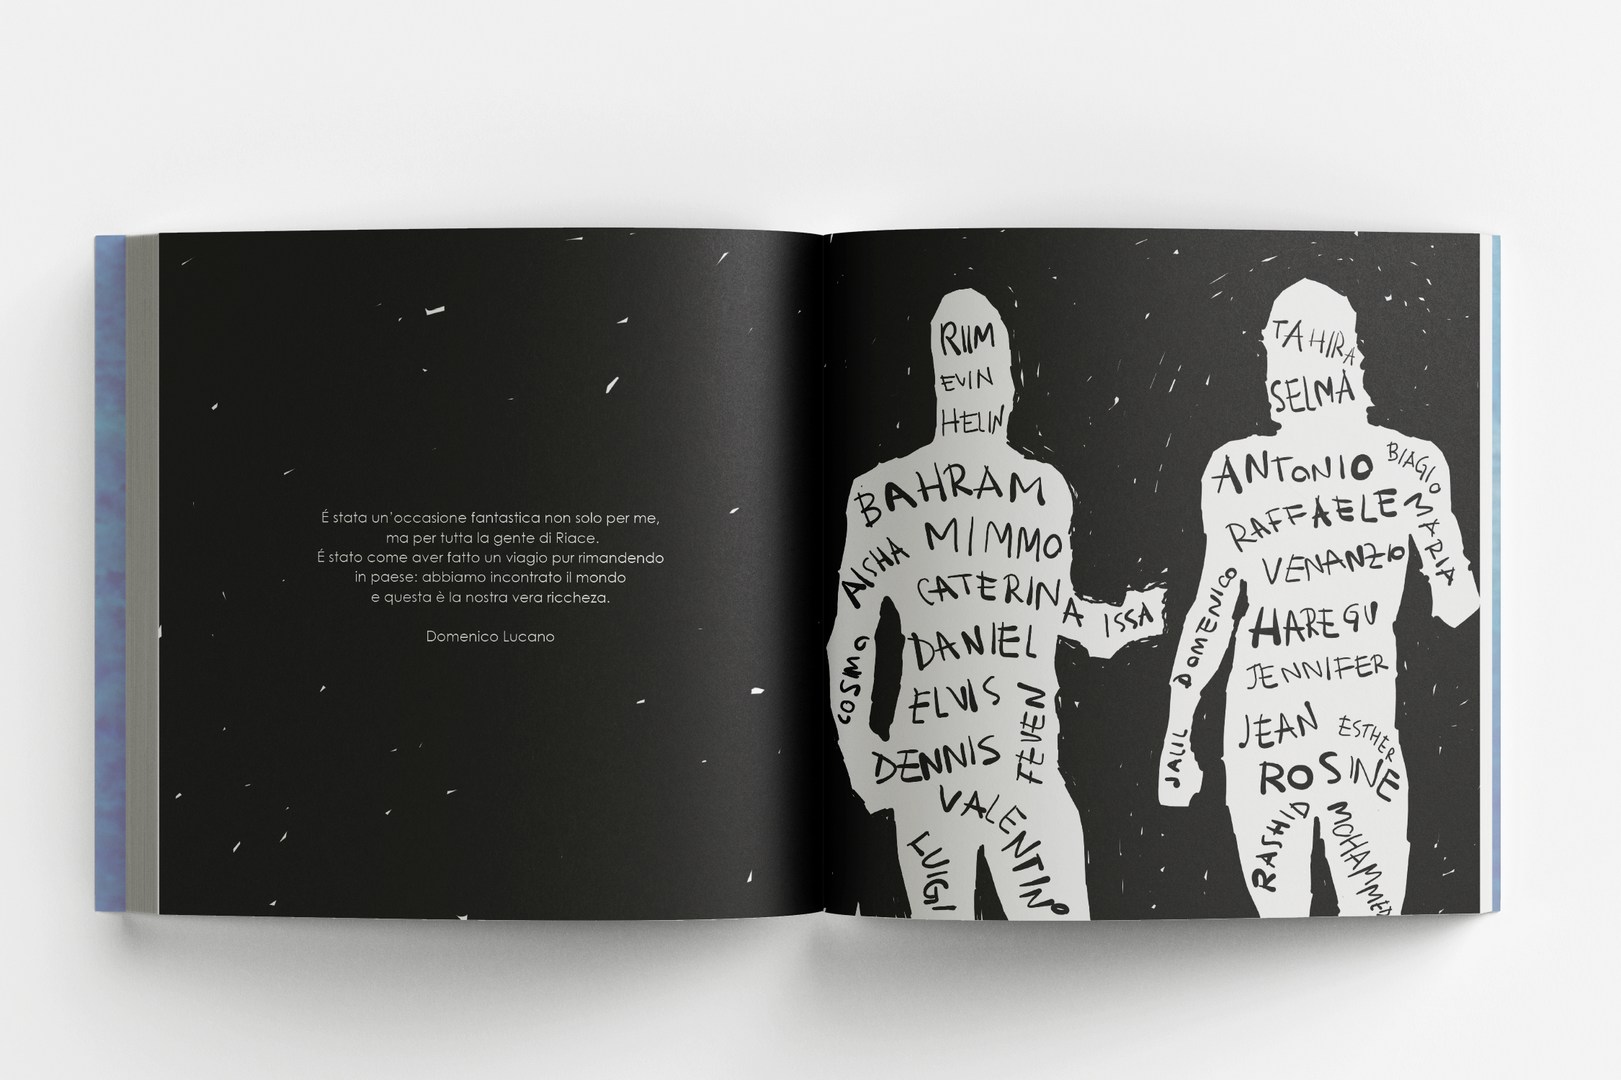 É stata un'occasione fantastica non solo per me,
ma per tutta la gente di Riace.
É stato come aver fatto un viagio pur rimandendo
in paese: abbiamo incontrato il mondo
e questa è la nostra vera riccheza.
Domenico Lucano
RIIM
EVIN
HELIN
BAHRAM
MIMMO
AISHA
CATERINA
ISSA
DANIEL
COSMO
ELVIS
FEVEN
DENNIS
VALENTINO
LUIGI
TAHIRA
SELMA
ANTONIO
BIAGIO
RAFFAELE
MARIA
VENANZIO
DOMENICO
HAREGU
JENNIFER
JEAN
ESTHER
JALIL
ROSINE
RASHID
MOHAMMED